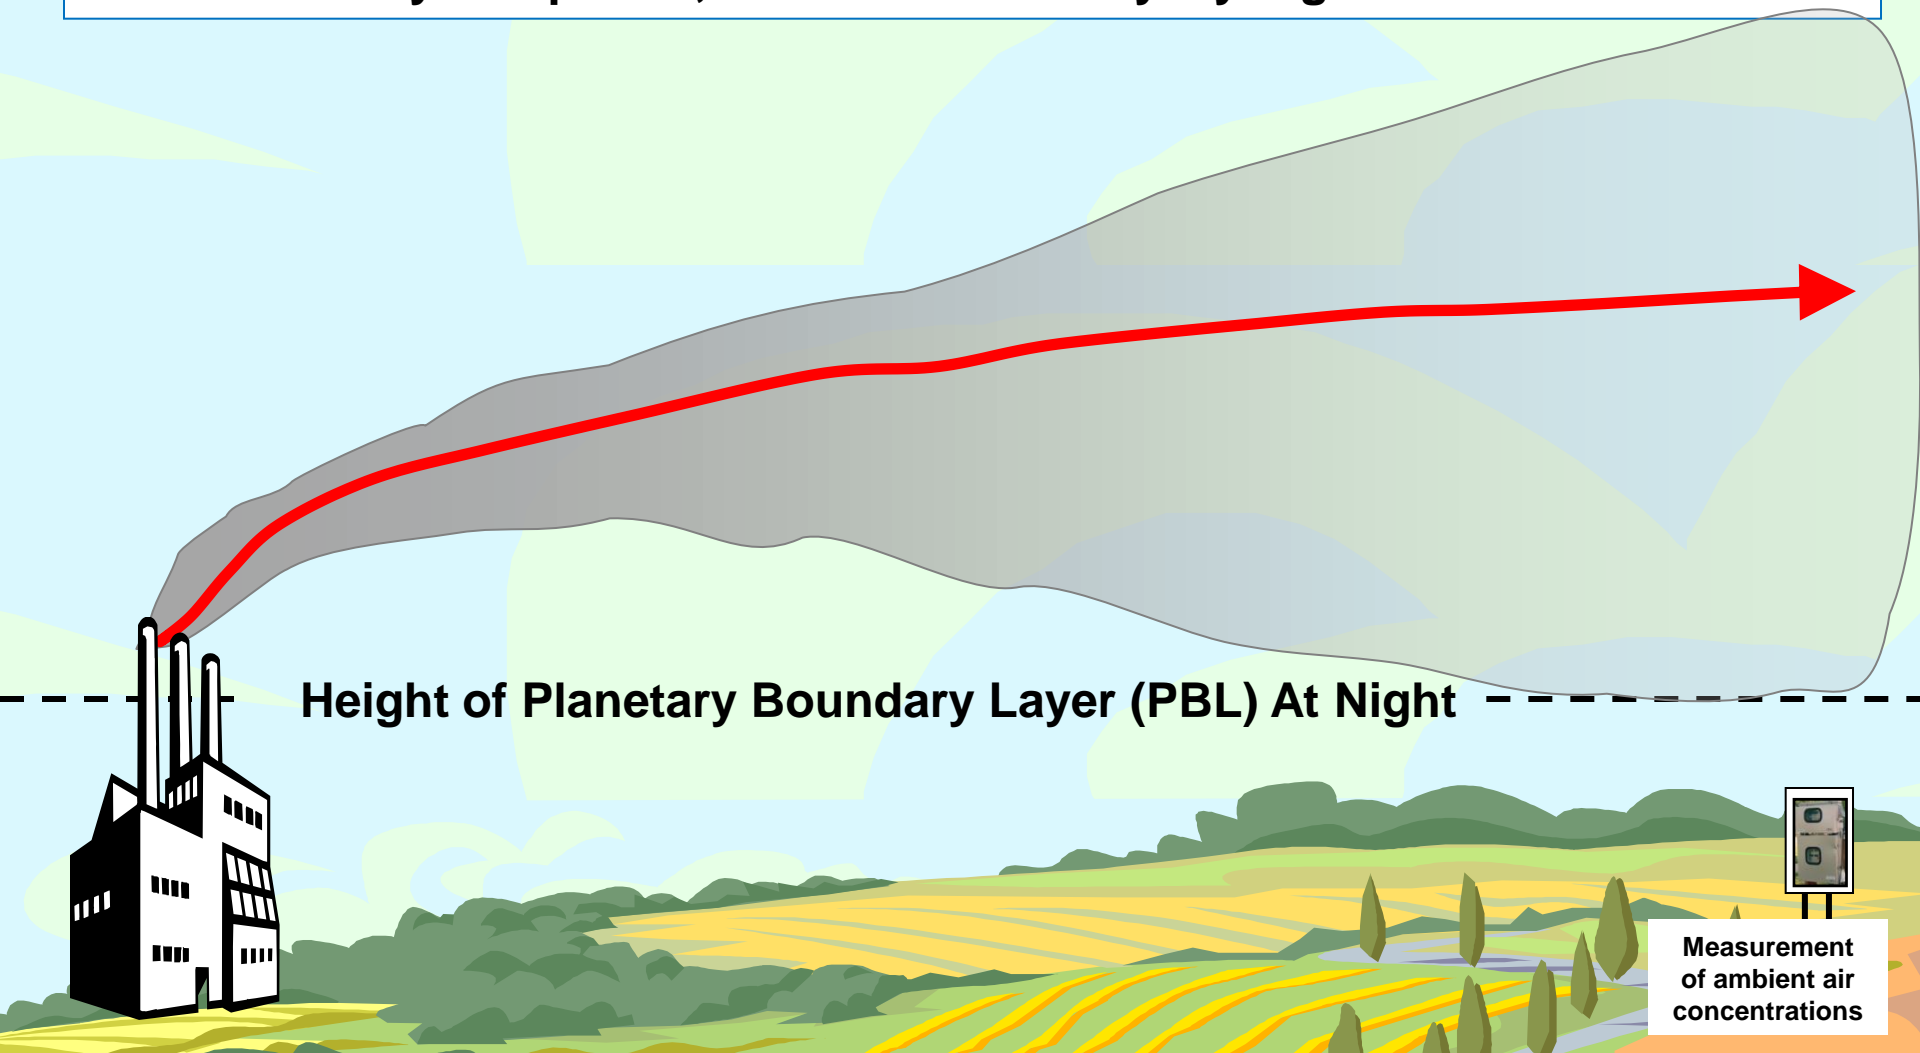 Height of Planetary Boundary Layer (PBL) At Night
Measurement
of ambient air
concentrations